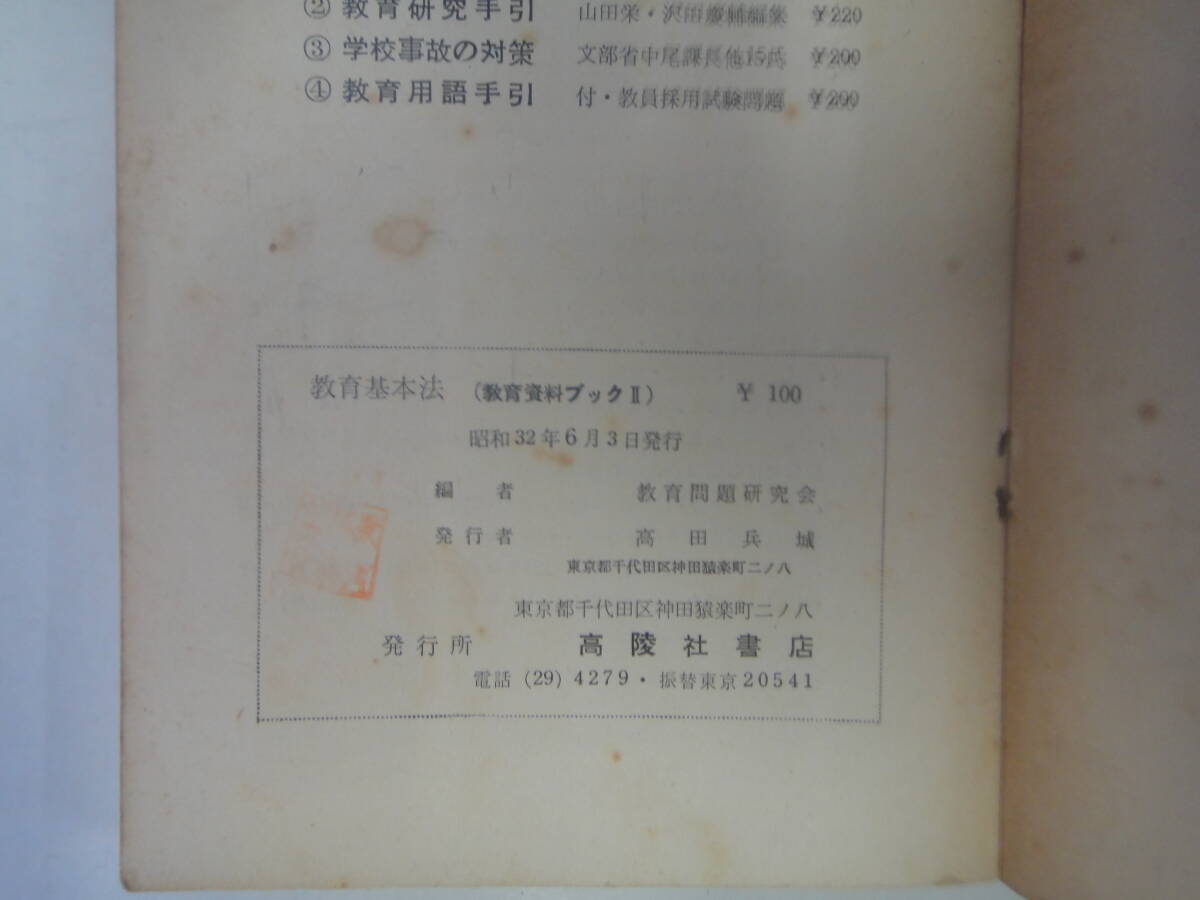 ② 教育研究手引 山田栄・沢田慶輔編集 ¥220
③ 学校事故の対策 文部省中尾課長他15氏 ¥200
④ 教育用語手引 付・教員採用試験問題 ¥200
教育基本法 (教育資料ブックⅡ) ¥ 100
昭和32年6月3日発行
編者 教育問題研究会
発行者 高田兵城
東京都千代田区神田猿楽町二ノ八
東京都千代田区神田猿楽町二ノ八
発行所 高陵社書店
電話 (29) 4279・振替東京20541